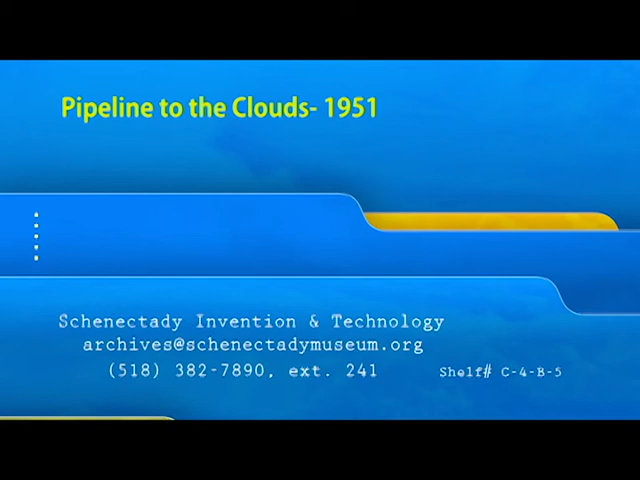 Pipeline to the Clouds- 1951
Schenectady Invention & Technology
archives@schenectadymuseum.org
(518) 382-7890, ext. 241
Shelf# C-4-B-5